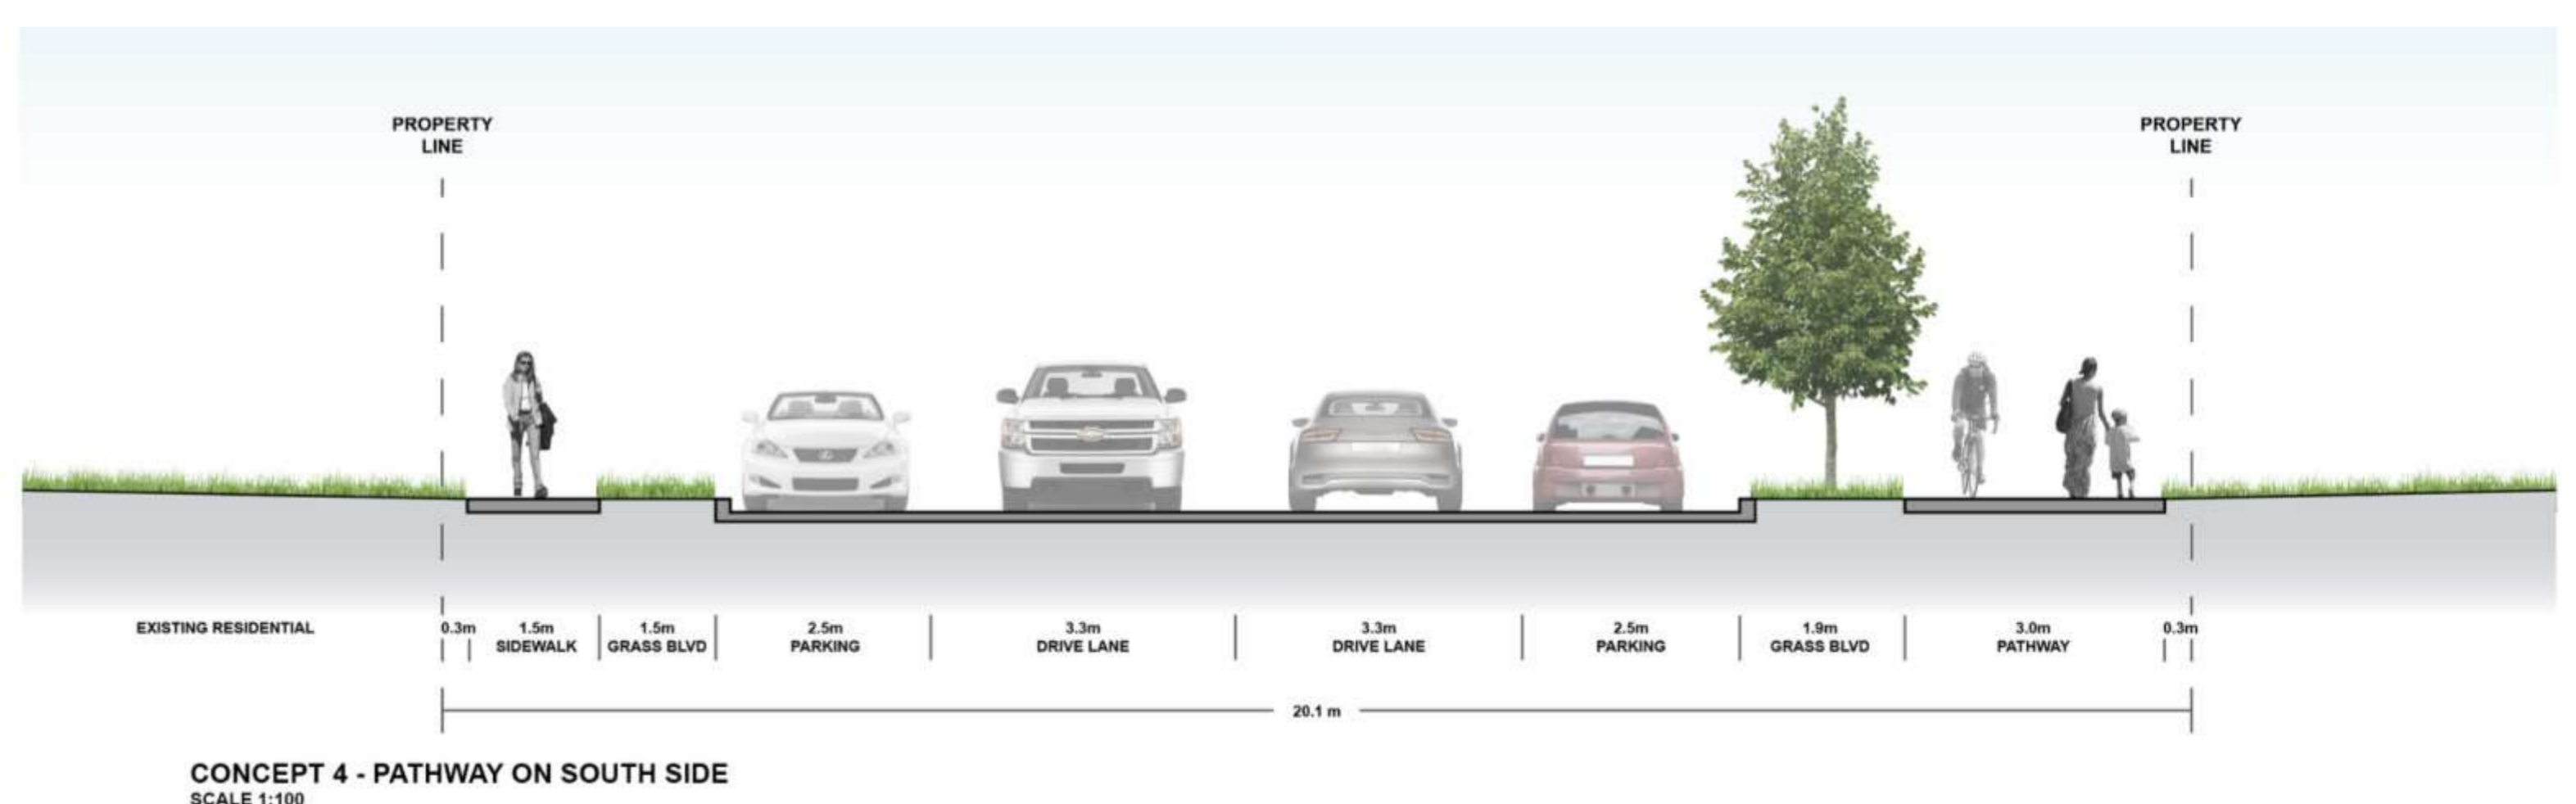 PROPERTY
LINE
PROPERTY
LINE
EXISTING RESIDENTIAL
0.3m
1.5m
SIDEWALK
1.5m
GRASS BLVD
2.5m
PARKING
3.3m
DRIVE LANE
3.3m
DRIVE LANE
2.5m
PARKING
1.9m
GRASS BLVD
3.0m
PATHWAY
0.3m
20.1 m
CONCEPT 4 - PATHWAY ON SOUTH SIDE
SCALE 1:100